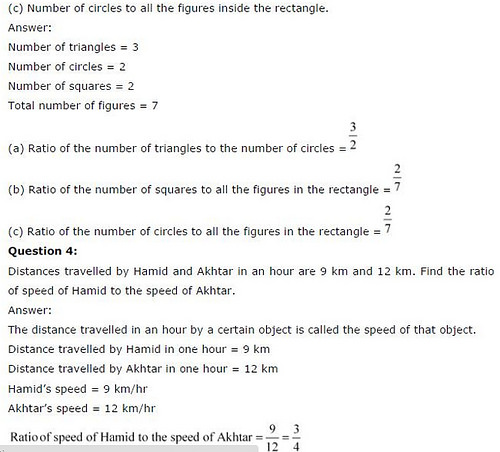 (c) Number of circles to all the figures inside the rectangle.
Answer:
Number of triangles = 3
Number of circles = 2
Number of squares = 2
Total number of figures = 7
(a) Ratio of the number of triangles to the number of circles = 3/2
(b) Ratio of the number of squares to all the figures in the rectangle = 2/7
(c) Ratio of the number of circles to all the figures in the rectangle = 2/7
Question 4:
Distances travelled by Hamid and Akhtar in an hour are 9 km and 12 km. Find the ratio
of speed of Hamid to the speed of Akhtar.
Answer:
The distance travelled in an hour by a certain object is called the speed of that object.
Distance travelled by Hamid in one hour = 9 km
Distance travelled by Akhtar in one hour = 12 km
Hamid's speed = 9 km/hr
Akhtar's speed = 12 km/hr
Ratio of speed of Hamid to the speed of Akhtar = 9/12 = 3/4